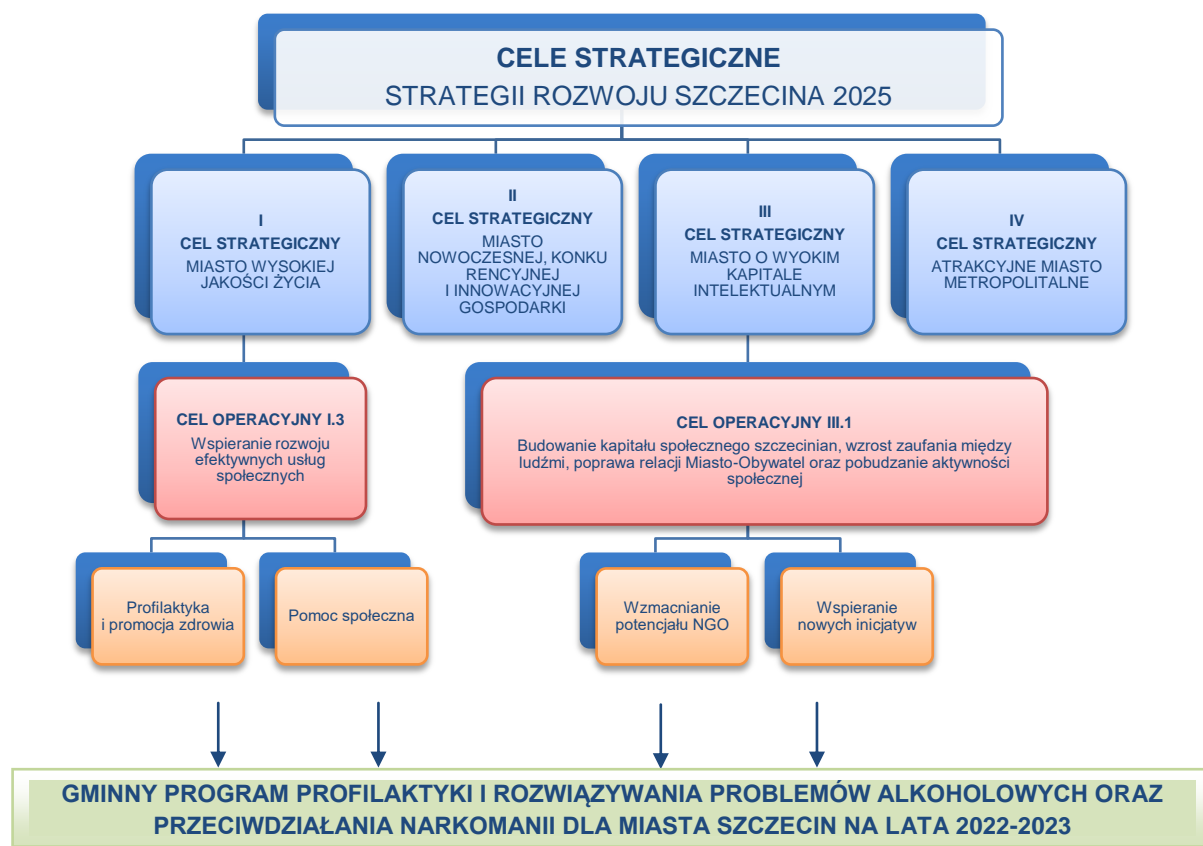 CELE STRATEGICZNE
STRATEGII ROZWOJU SZCZECINA 2025
I
CEL STRATEGICZNY
MIASTO WYSOKIEJ
JAKOŚCI ŻYCIA
II
CEL STRATEGICZNY
MIASTO
NOWOCZESNEJ, KONKU
RENCYJNEJ
I INNOWACYJNEJ
GOSPODARKI
III
CEL STRATEGICZNY
MIASTO O WYOKIM
KAPITALE
INTELEKTUALNYM
IV
CEL STRATEGICZNY
ATRAKCYJNE MIASTO
METROPOLITALNE
CEL OPERACYJNY I.3
Wspieranie rozwoju
efektywnych usług
społecznych
CEL OPERACYJNY III.1
Budowanie kapitału społecznego szczecinian, wzrost zaufania między
ludźmi, poprawa relacji Miasto-Obywatel oraz pobudzanie aktywności
społecznej
Profilaktyka
i promocja zdrowia
Pomoc społeczna
Wzmacnianie
potencjału NGO
Wspieranie
nowych inicjatyw
GMINNY PROGRAM PROFILAKTYKI I ROZWIĄZYWANIA PROBLEMÓW ALKOHOLOWYCH ORAZ
PRZECIWDZIAŁANIA NARKOMANII DLA MIASTA SZCZECIN NA LATA 2022-2023